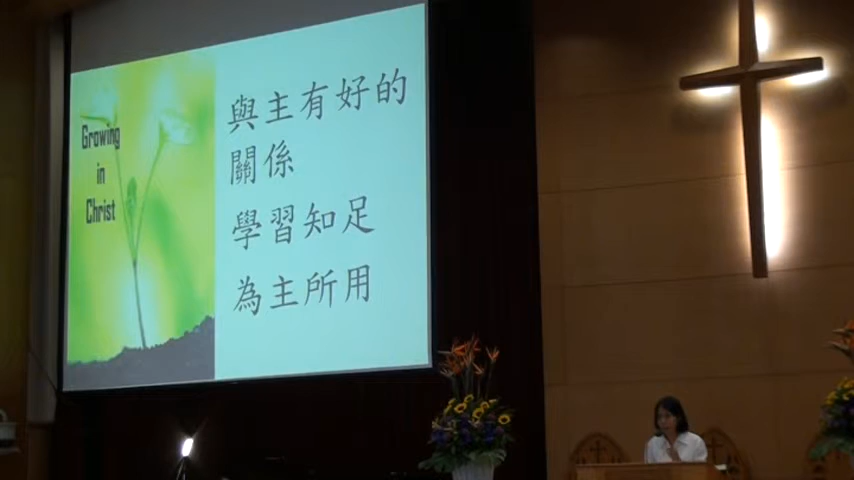 Growing
in
Christ
與主有好的
關係
學習知足
為主所用